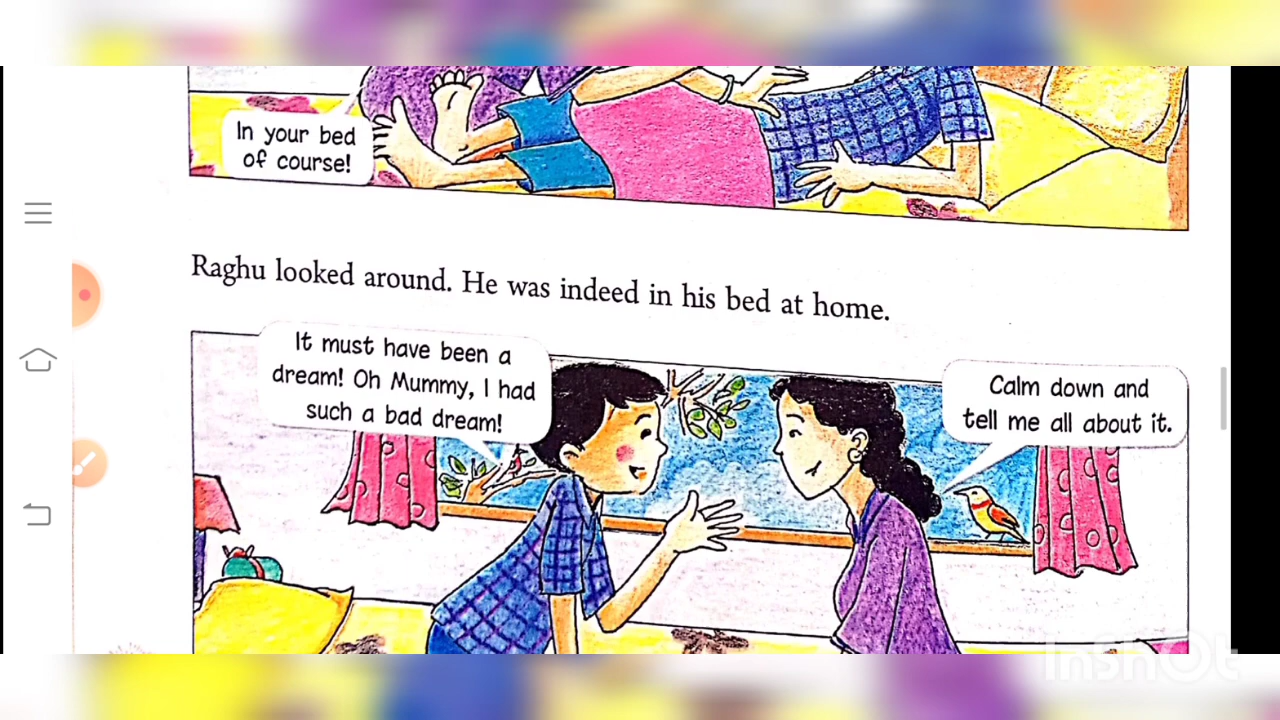 In your bed
of course!
Raghu looked around. He was indeed in his bed at home.
It must have been a
dream! Oh Mummy, I had
such a bad dream!
Calm down and
tell me all about it.
InShOt